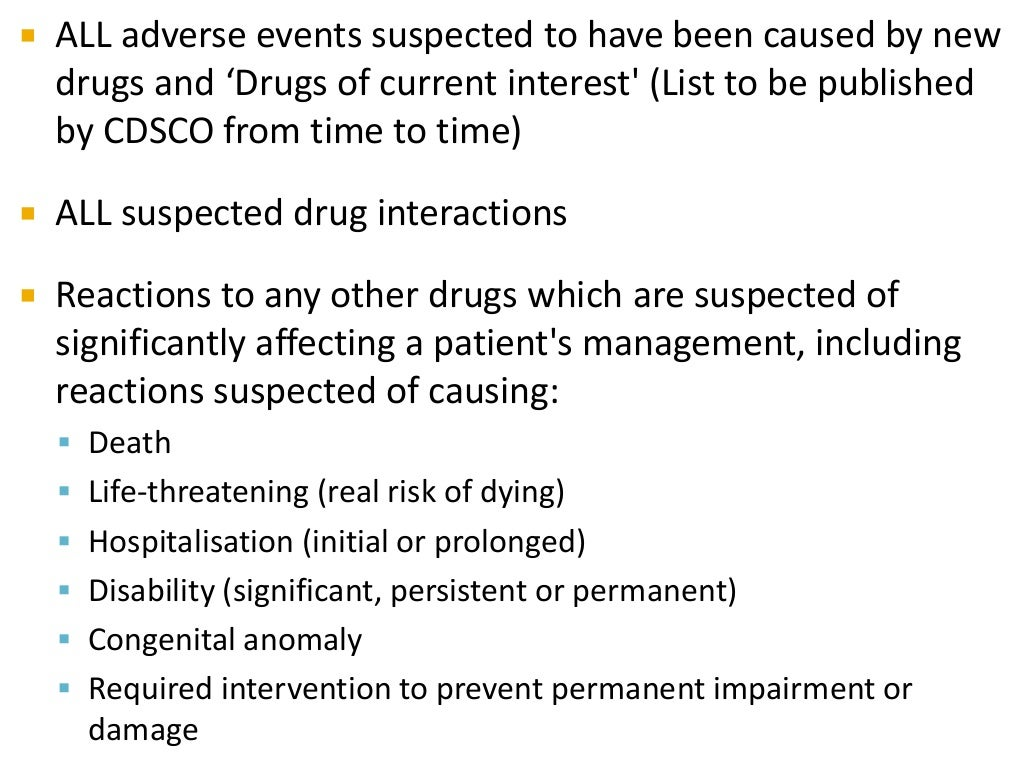 ALL adverse events suspected to have been caused by new
drugs and ‘Drugs of current interest' (List to be published
by CDSCO from time to time)
ALL suspected drug interactions
Reactions to any other drugs which are suspected of
significantly affecting a patient's management, including
reactions suspected of causing:
Death
Life-threatening (real risk of dying)
Hospitalisation (initial or prolonged)
Disability (significant, persistent or permanent)
Congenital anomaly
Required intervention to prevent permanent impairment or
damage